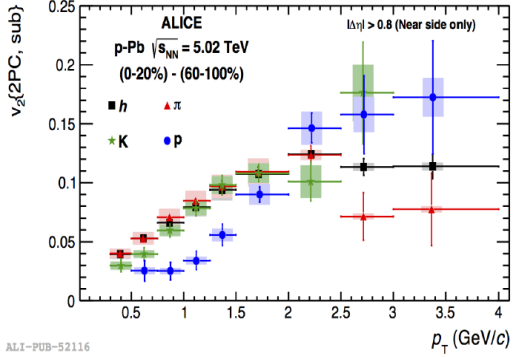 ALICE
|Δη| > 0.8 (Near side only)
p-Pb √sNN = 5.02 TeV
(0-20%) - (60-100%)
h π
K p
v2{2PC, sub}
0.25
0.2
0.15
0.1
0.05
0
0.5 1 1.5 2 2.5 3 3.5 4
pT (GeV/c)
ALI-PUB-52116